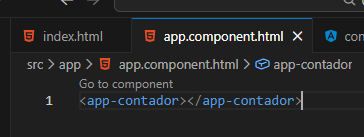 index.html app.component.html con
src > app > app.component.html > app-contador
Go to component
1 <app-contador></app-contador>